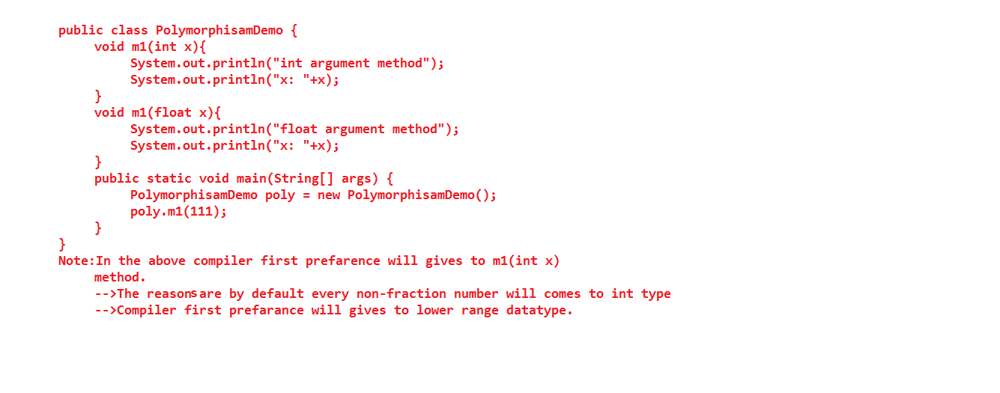 public class PolymorphisamDemo {
void m1(int x){
System.out.println("int argument method");
System.out.println("x: "+x);
}
void m1(float x){
System.out.println("float argument method");
System.out.println("x: "+x);
}
public static void main(String[] args) {
PolymorphisamDemo poly = new PolymorphisamDemo();
poly.m1(111);
}
}
Note:In the above compiler first prefarence will gives to m1(int x)
method.
-->The reasons are by default every non-fraction number will comes to int type
-->Compiler first prefarance will gives to lower range datatype.